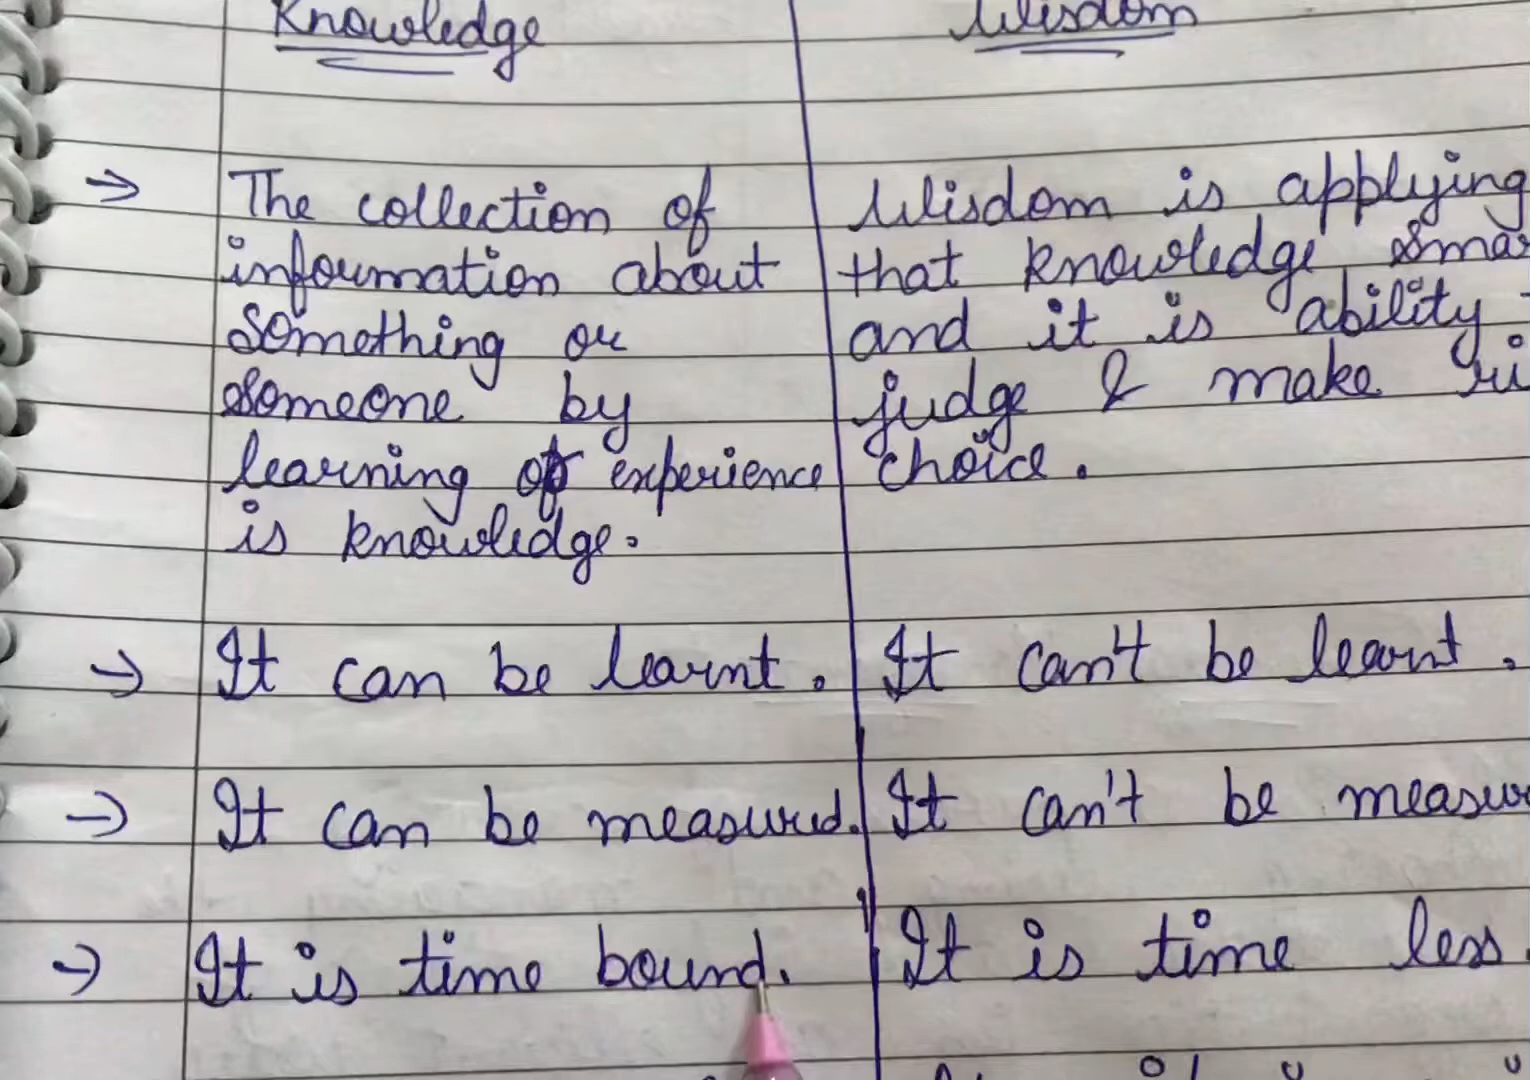 Knowledge
Wisdom
→ The collection of
information about
something or
someone by
learning or experience
is knowledge.
Wisdom is applying
that knowledge
and it is ability
judge & make
choice.
→ It can be learnt.
It can't be learnt.
→ It can be measured.
It can't be
→ It is time bound.
It is time less.